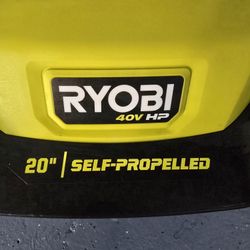 RYOBI
40V HP
20" | SELF-PROPELLED